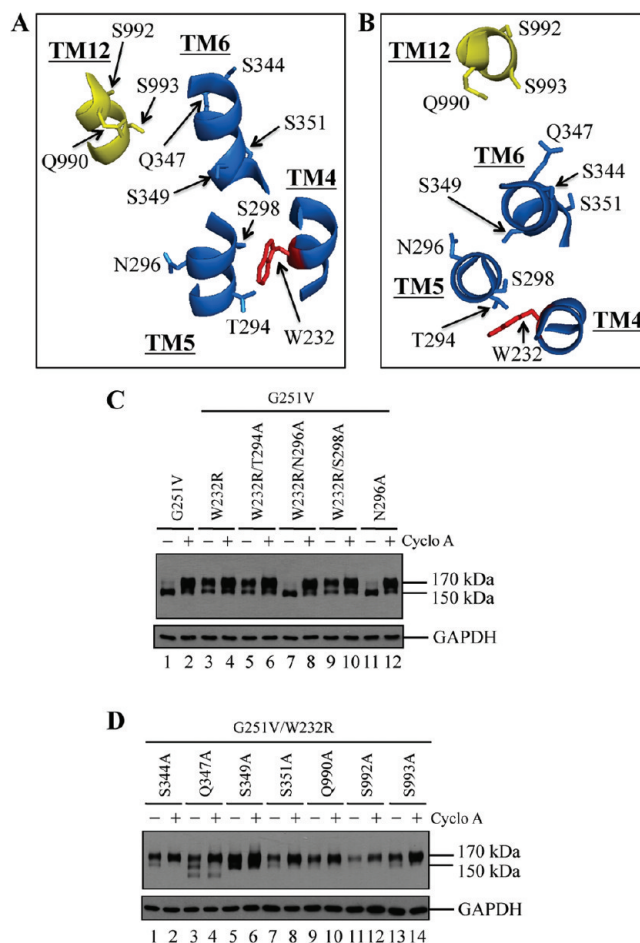 A
S992
TM12
TM6
S344
S993
S351
Q990
Q347
TM4
S349
S298
N296
T294
W232
TM5
B
S992
TM12
S993
Q990
Q347
TM6
S344
S349
S351
N296
S298
TM5
T294
W232
TM4
C
G251V
G251V
W232R
W232R/T294A
W232R/N296A
W232R/S298A
N296A
– + – + – + – + – + – + Cyclo A
170 kDa
150 kDa
GAPDH
1 2 3 4 5 6 7 8 9 10 11 12
D
G251V/W232R
S344A
Q347A
S349A
S351A
Q990A
S992A
S993A
– + – + – + – + – + – + – + Cyclo A
170 kDa
150 kDa
GAPDH
1 2 3 4 5 6 7 8 9 10 11 12 13 14